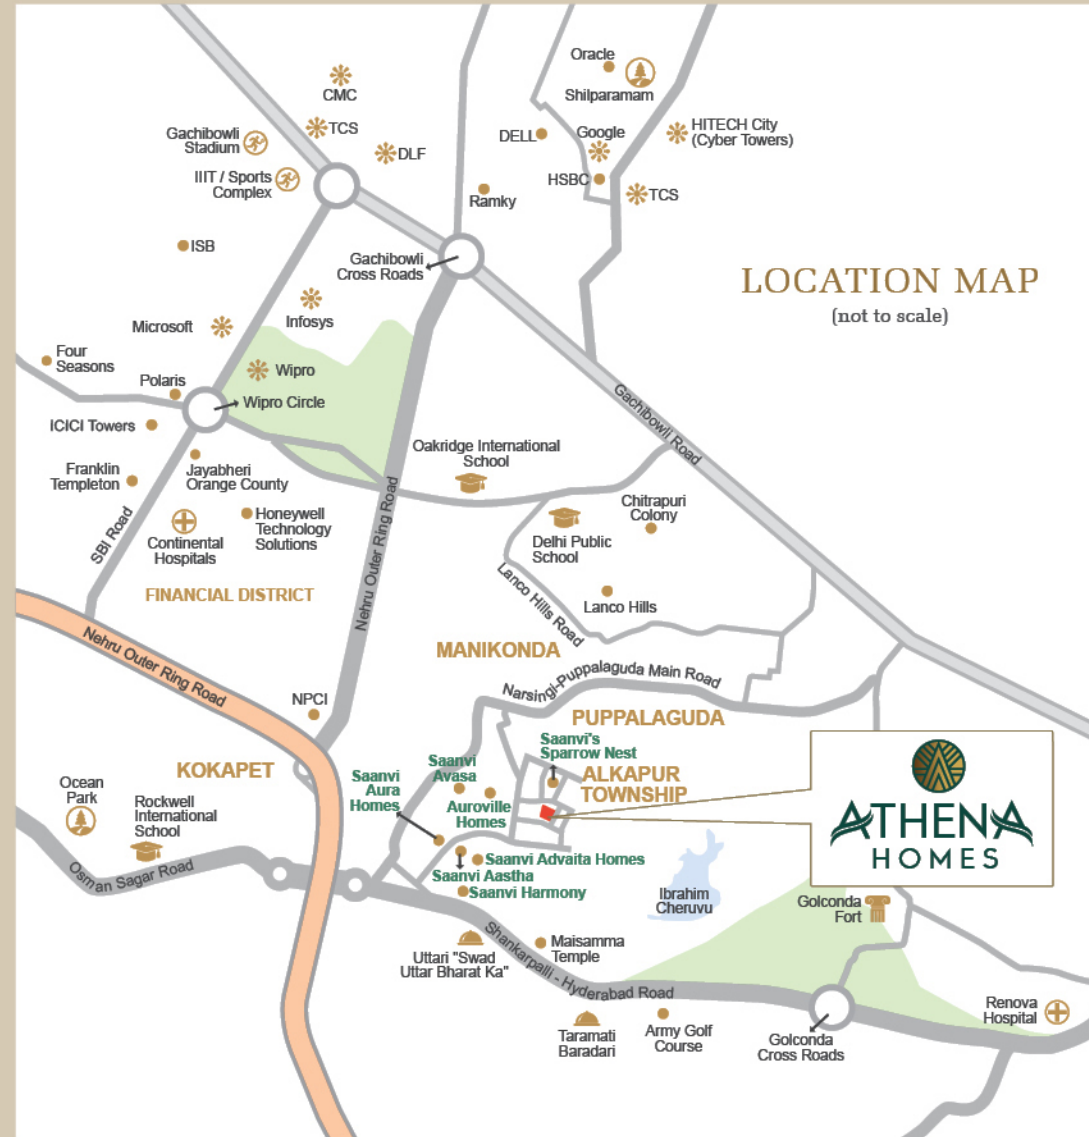 Oracle
Shilparamam
CMC
TCS
DLF
Gachibowli
Stadium
IIIT / Sports
Complex
DELL
Google
HITECH City
(Cyber Towers)
HSBC
TCS
Ramky
ISB
Gachibowli
Cross Roads
LOCATION MAP
(not to scale)
Infosys
Microsoft
Four
Seasons
Wipro
Polaris
Wipro Circle
ICICI Towers
Gachibowli Road
Oakridge International
School
Franklin
Templeton
Jayabheri
Orange County
SBI Road
Continental
Hospitals
Honeywell
Technology
Solutions
Nehru Outer Ring Road
Chitrapuri
Colony
Delhi Public
School
Lanco Hills Road
Lanco Hills
FINANCIAL DISTRICT
Nehru Outer Ring Road
MANIKONDA
Narsingi-Puppalaguda Main Road
NPCI
PUPPALAGUDA
KOKAPET
Saanvi's
Sparrow Nest
ALKAPUR
TOWNSHIP
Saanvi
Avasa
Saanvi
Aura
Homes
Auroville
Homes
ATHENA
HOMES
Ocean
Park
Rockwell
International
School
Osman Sagar Road
Saanvi Advaita Homes
Saanvi Aastha
Saanvi Harmony
Ibrahim
Cheruvu
Golconda
Fort
Uttari "Swad
Uttar Bharat Ka"
Maisamma
Temple
Shankarpalli - Hyderabad Road
Taramati
Baradari
Army Golf
Course
Golconda
Cross Roads
Renova
Hospital